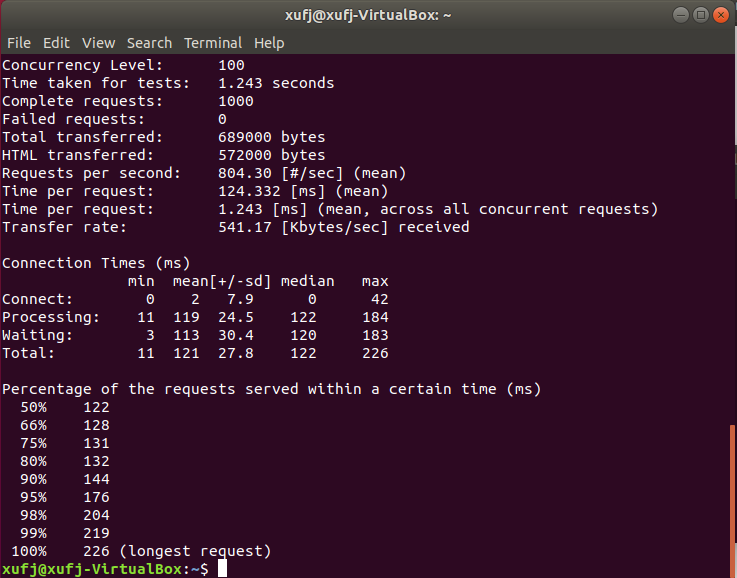 xufj@xufj-VirtualBox: ~
File Edit View Search Terminal Help
Concurrency Level:      100
Time taken for tests:   1.243 seconds
Complete requests:      1000
Failed requests:        0
Total transferred:      689000 bytes
HTML transferred:       572000 bytes
Requests per second:    804.30 [#/sec] (mean)
Time per request:       124.332 [ms] (mean)
Time per request:       1.243 [ms] (mean, across all concurrent requests)
Transfer rate:          541.17 [Kbytes/sec] received
Connection Times (ms)
              min  mean[+/-sd] median   max
Connect:        0    2   7.9      0      42
Processing:    11  119  24.5    122     184
Waiting:        3  113  30.4    120     183
Total:         11  121  27.8    122     226
Percentage of the requests served within a certain time (ms)
  50%    122
  66%    128
  75%    131
  80%    132
  90%    144
  95%    176
  98%    204
  99%    219
 100%    226 (longest request)
xufj@xufj-VirtualBox:~$